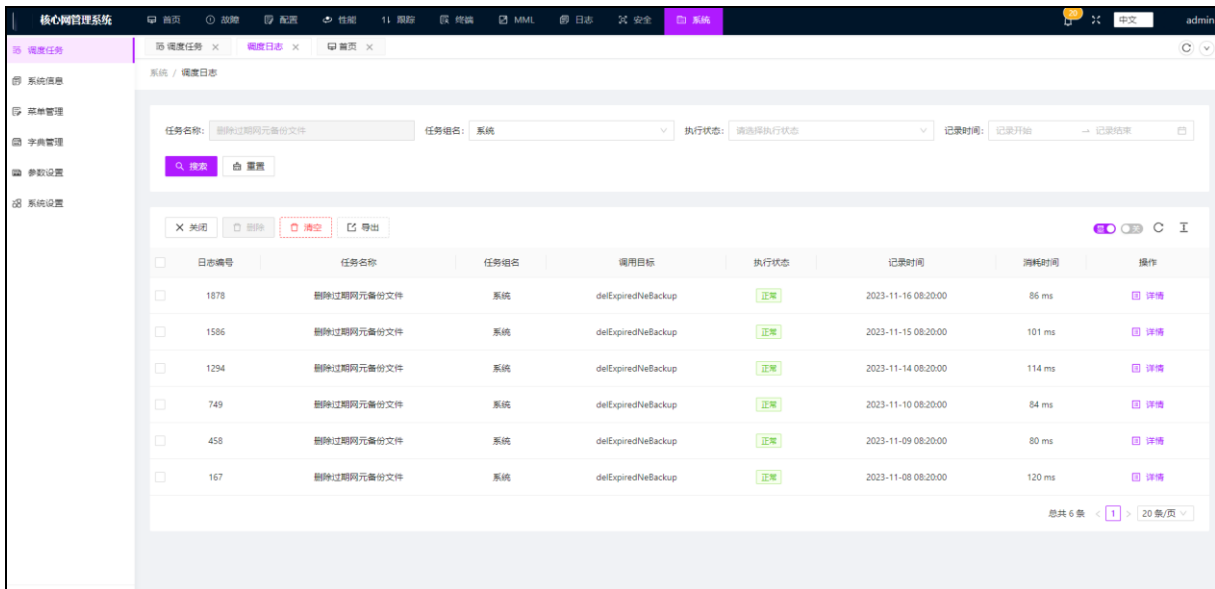 核心网管理系统 首页 故障 配置 性能 跟踪 终端 MML 日志 安全 系统 20 中文 admin
调度任务 调度任务 调度日志 首页
系统信息 系统 / 调度日志
菜单管理
任务名称: 删除过期网元备份文件 任务组名: 系统 执行状态: 请选择执行状态 记录时间: 记录开始 → 记录结束
字典管理
参数设置 搜索 重置
系统设置
关闭 删除 清空 导出
日志编号 任务名称 任务组名 调用目标 执行状态 记录时间 消耗时间 操作
1878 删除过期网元备份文件 系统 delExpiredNeBackup 正常 2023-11-16 08:20:00 86 ms 详情
1586 删除过期网元备份文件 系统 delExpiredNeBackup 正常 2023-11-15 08:20:00 101 ms 详情
1294 删除过期网元备份文件 系统 delExpiredNeBackup 正常 2023-11-14 08:20:00 114 ms 详情
749 删除过期网元备份文件 系统 delExpiredNeBackup 正常 2023-11-10 08:20:00 84 ms 详情
458 删除过期网元备份文件 系统 delExpiredNeBackup 正常 2023-11-09 08:20:00 80 ms 详情
167 删除过期网元备份文件 系统 delExpiredNeBackup 正常 2023-11-08 08:20:00 120 ms 详情
总共 6 条 < 1 > 20 条/页